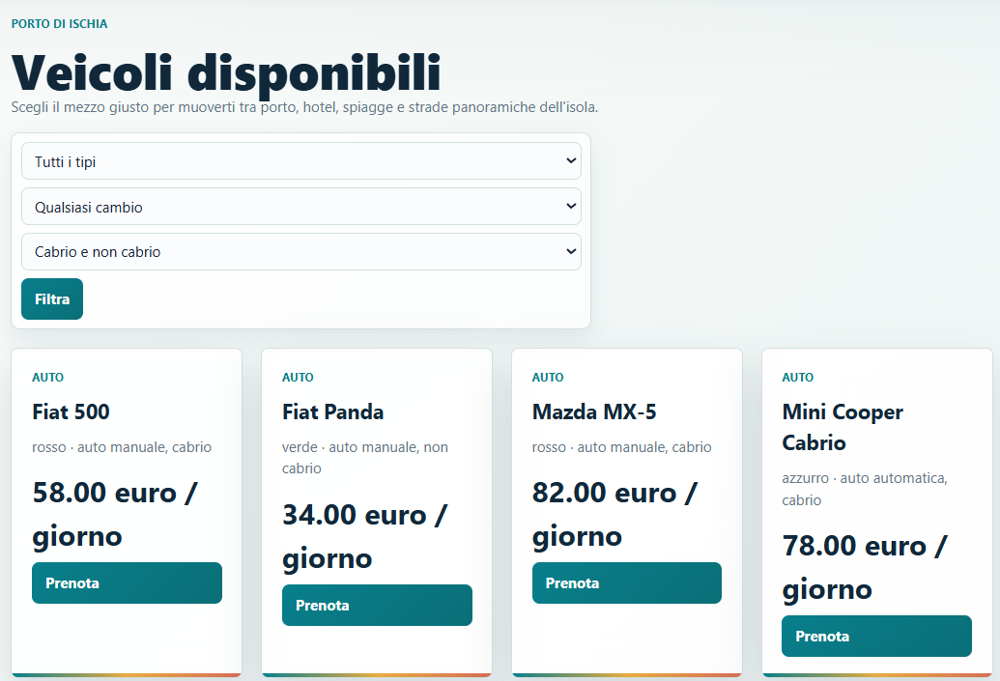 PORTO DI ISCHIA
Veicoli disponibili
Scegli il mezzo giusto per muoverti tra porto, hotel, spiagge e strade panoramiche dell'isola.
Tutti i tipi
Qualsiasi cambio
Cabrio e non cabrio
Filtra
AUTO
Fiat 500
rosso · auto manuale, cabrio
58.00 euro /
giorno
Prenota
AUTO
Fiat Panda
verde · auto manuale, non
cabrio
34.00 euro /
giorno
Prenota
AUTO
Mazda MX-5
rosso · auto manuale, cabrio
82.00 euro /
giorno
Prenota
AUTO
Mini Cooper
Cabrio
azzurro · auto automatica,
cabrio
78.00 euro /
giorno
Prenota